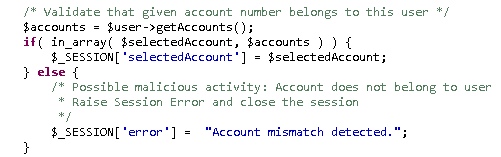 /* Validate that given account number belongs to this user */
$accounts = $user->getAccounts();
if( in_array( $selectedAccount, $accounts ) ) {
    $_SESSION['selectedAccount'] = $selectedAccount;
} else {
    /* Possible malicious activity: Account does not belong to user
     * Raise Session Error and close the session
     */
    $_SESSION['error'] =  "Account mismatch detected.";
}